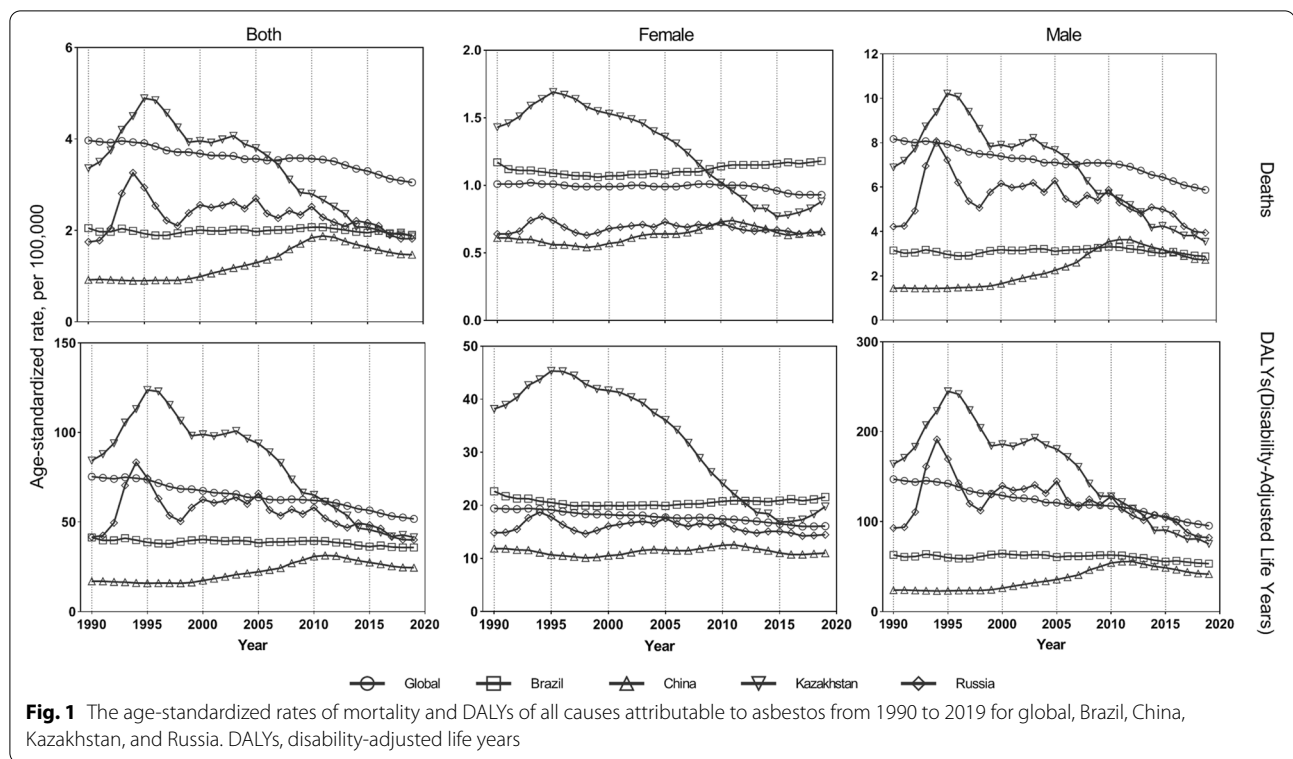 Both
Female
Male
6
4
2
0
2.0
1.5
1.0
0.5
0.0
12
10
8
6
4
2
0
Deaths
Age-standardized rate, per 100,000
150
100
50
0
50
40
30
20
10
0
300
200
100
0
DALYs(Disability-Adjusted Life Years)
1990 1995 2000 2005 2010 2015 2020
1990 1995 2000 2005 2010 2015 2020
1990 1995 2000 2005 2010 2015 2020
Year
Year
Year
Global Brazil China Kazakhstan Russia
Fig. 1 The age-standardized rates of mortality and DALYs of all causes attributable to asbestos from 1990 to 2019 for global, Brazil, China,
Kazakhstan, and Russia. DALYs, disability-adjusted life years